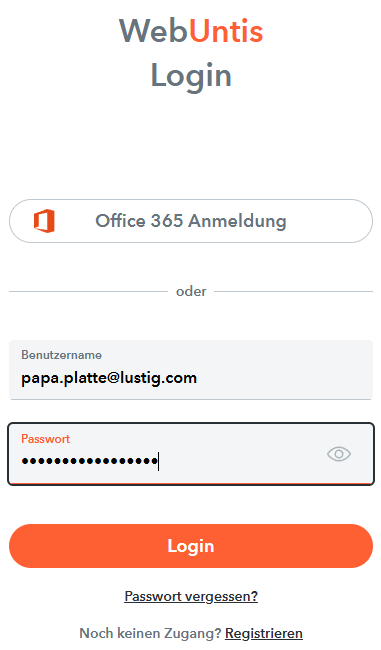 WebUntis
Login
Office 365 Anmeldung
oder
Benutzername
papa.platte@lustig.com
Passwort
•••••••••••••••••
Login
Passwort vergessen?
Noch keinen Zugang? Registrieren